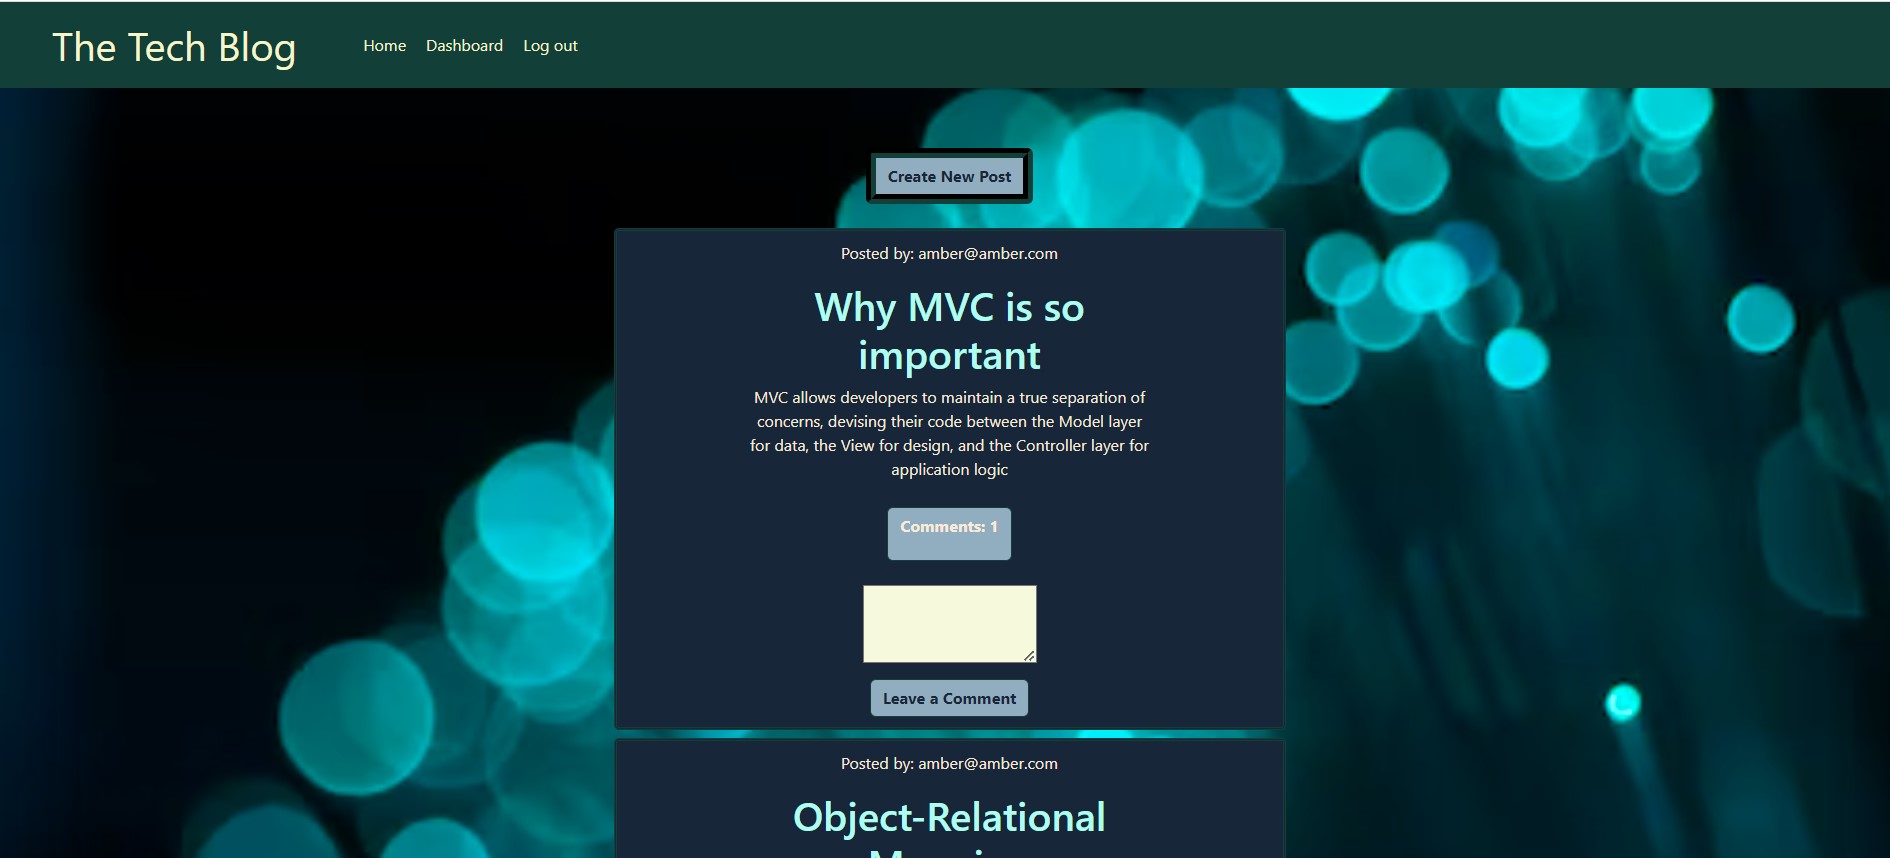 The Tech Blog
Home Dashboard Log out
Create New Post
Posted by: amber@amber.com
Why MVC is so
important
MVC allows developers to maintain a true separation of
concerns, devising their code between the Model layer
for data, the View for design, and the Controller layer for
application logic
Comments: 1
Leave a Comment
Posted by: amber@amber.com
Object-Relational